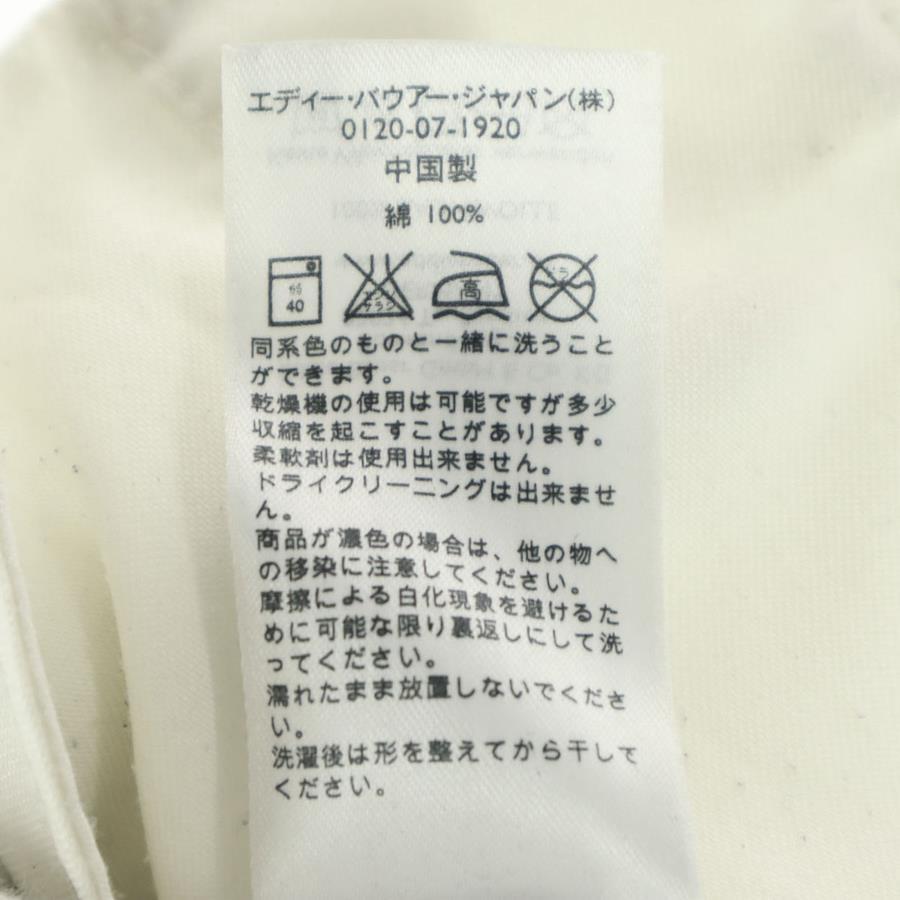 エディー・バウアー・ジャパン(株)
0120-07-1920
中国製
綿 100%
40
エンソ
サラシ
高
ドライ
同系色のものと一緒に洗うこと
ができます。
乾燥機の使用は可能ですが多少
収縮を起こすことがあります。
柔軟剤は使用出来ません。
ドライクリーニングは出来ませ
ん。
商品が濃色の場合は、他の物へ
の移染に注意してください。
摩擦による白化現象を避けるた
めに可能な限り裏返しにして洗
ってください。
濡れたまま放置しないでくださ
い。
洗濯後は形を整えてから干して
ください。